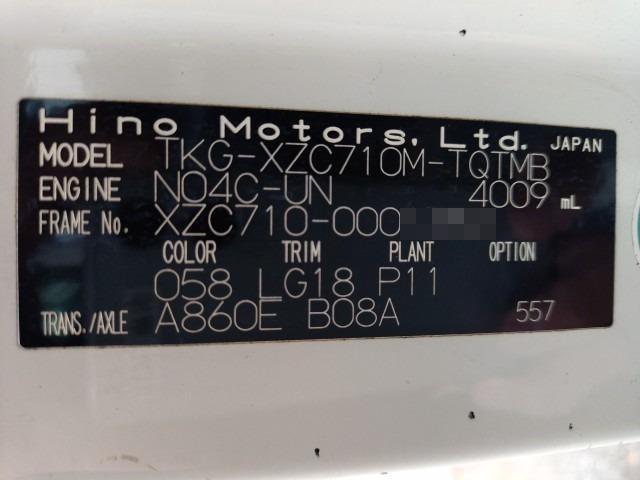 Hino Motors, Ltd. JAPAN
MODEL TKG-XZC710M-TQTMB
ENGINE N04C-UN 4009 mL
FRAME No. XZC710-000
COLOR TRIM PLANT OPTION
058 LG18 P11
TRANS./AXLE A860E B08A 557